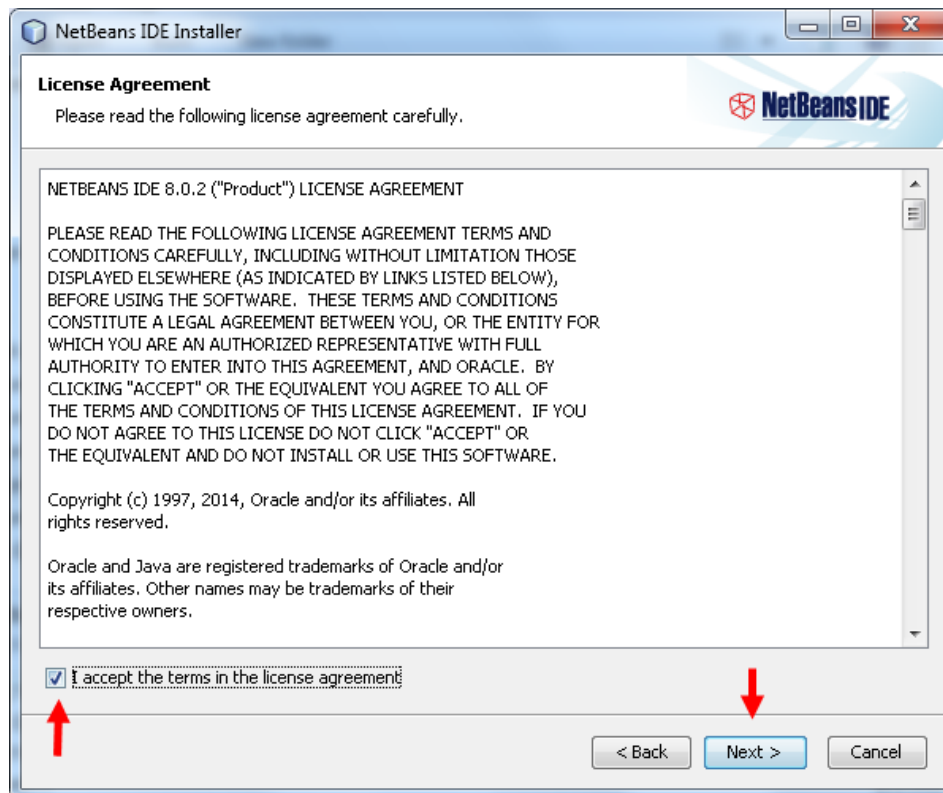 NetBeans IDE Installer
License Agreement
Please read the following license agreement carefully.
NetBeans IDE
NETBEANS IDE 8.0.2 ("Product") LICENSE AGREEMENT
PLEASE READ THE FOLLOWING LICENSE AGREEMENT TERMS AND
CONDITIONS CAREFULLY, INCLUDING WITHOUT LIMITATION THOSE
DISPLAYED ELSEWHERE (AS INDICATED BY LINKS LISTED BELOW),
BEFORE USING THE SOFTWARE.  THESE TERMS AND CONDITIONS
CONSTITUTE A LEGAL AGREEMENT BETWEEN YOU, OR THE ENTITY FOR
WHICH YOU ARE AN AUTHORIZED REPRESENTATIVE WITH FULL
AUTHORITY TO ENTER INTO THIS AGREEMENT, AND ORACLE.  BY
CLICKING "ACCEPT" OR THE EQUIVALENT YOU AGREE TO ALL OF
THE TERMS AND CONDITIONS OF THIS LICENSE AGREEMENT.  IF YOU
DO NOT AGREE TO THIS LICENSE DO NOT CLICK "ACCEPT" OR
THE EQUIVALENT AND DO NOT INSTALL OR USE THIS SOFTWARE.
Copyright (c) 1997, 2014, Oracle and/or its affiliates. All
rights reserved.
Oracle and Java are registered trademarks of Oracle and/or
its affiliates. Other names may be trademarks of their
respective owners.
I accept the terms in the license agreement
< Back
Next >
Cancel